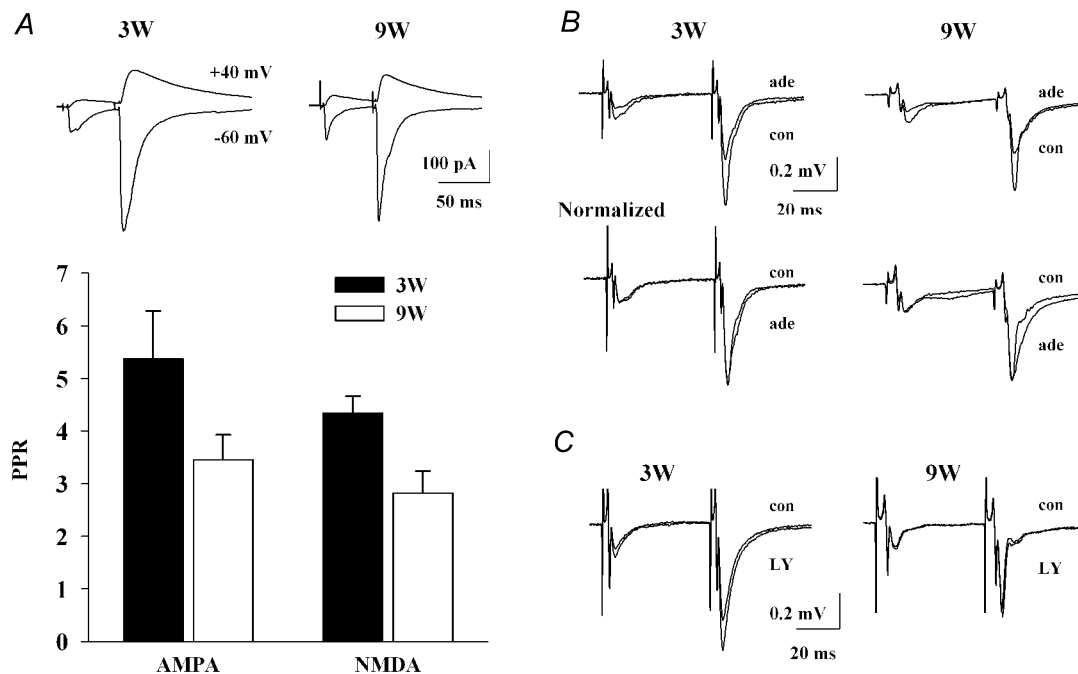 A
3W
9W
+40 mV
-60 mV
100 pA
50 ms
7
6
5
4
3
2
1
0
PPR
3W
9W
AMPA
NMDA
B
3W
9W
ade
con
0.2 mV
20 ms
ade
con
Normalized
con
ade
con
ade
C
3W
9W
con
LY
0.2 mV
20 ms
con
LY